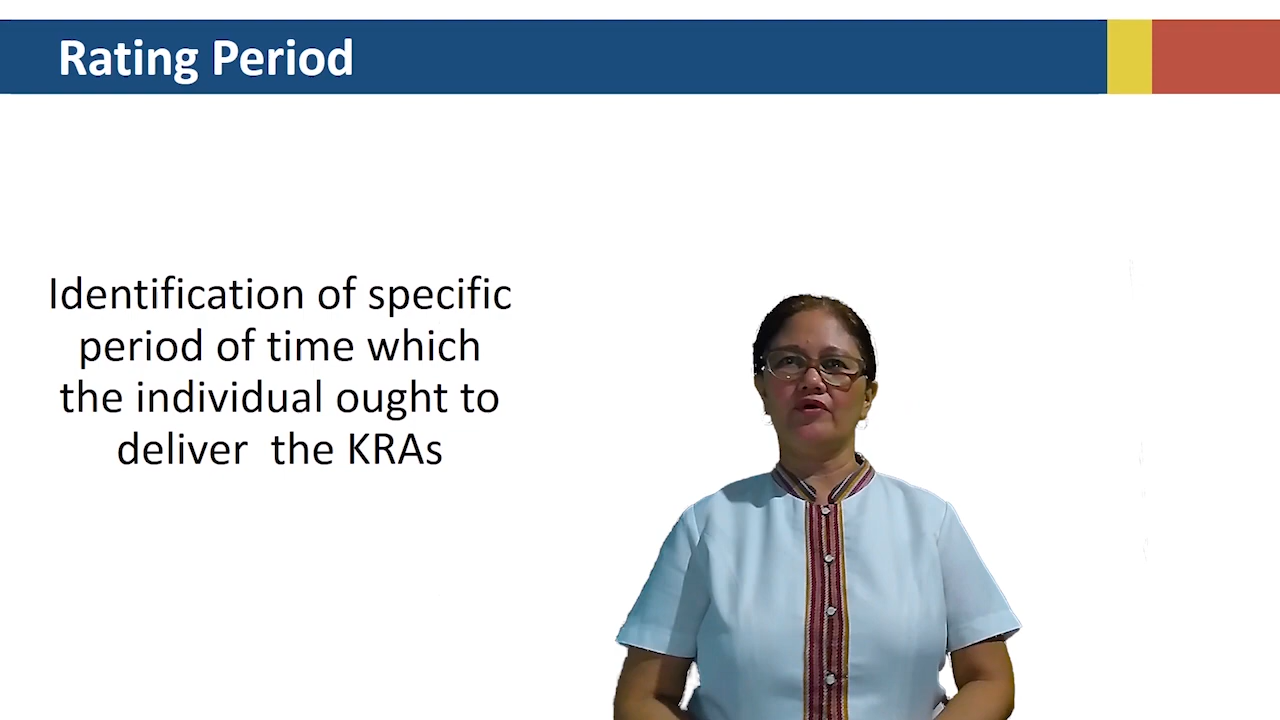 Rating Period
Identification of specific
period of time which
the individual ought to
deliver  the KRAs